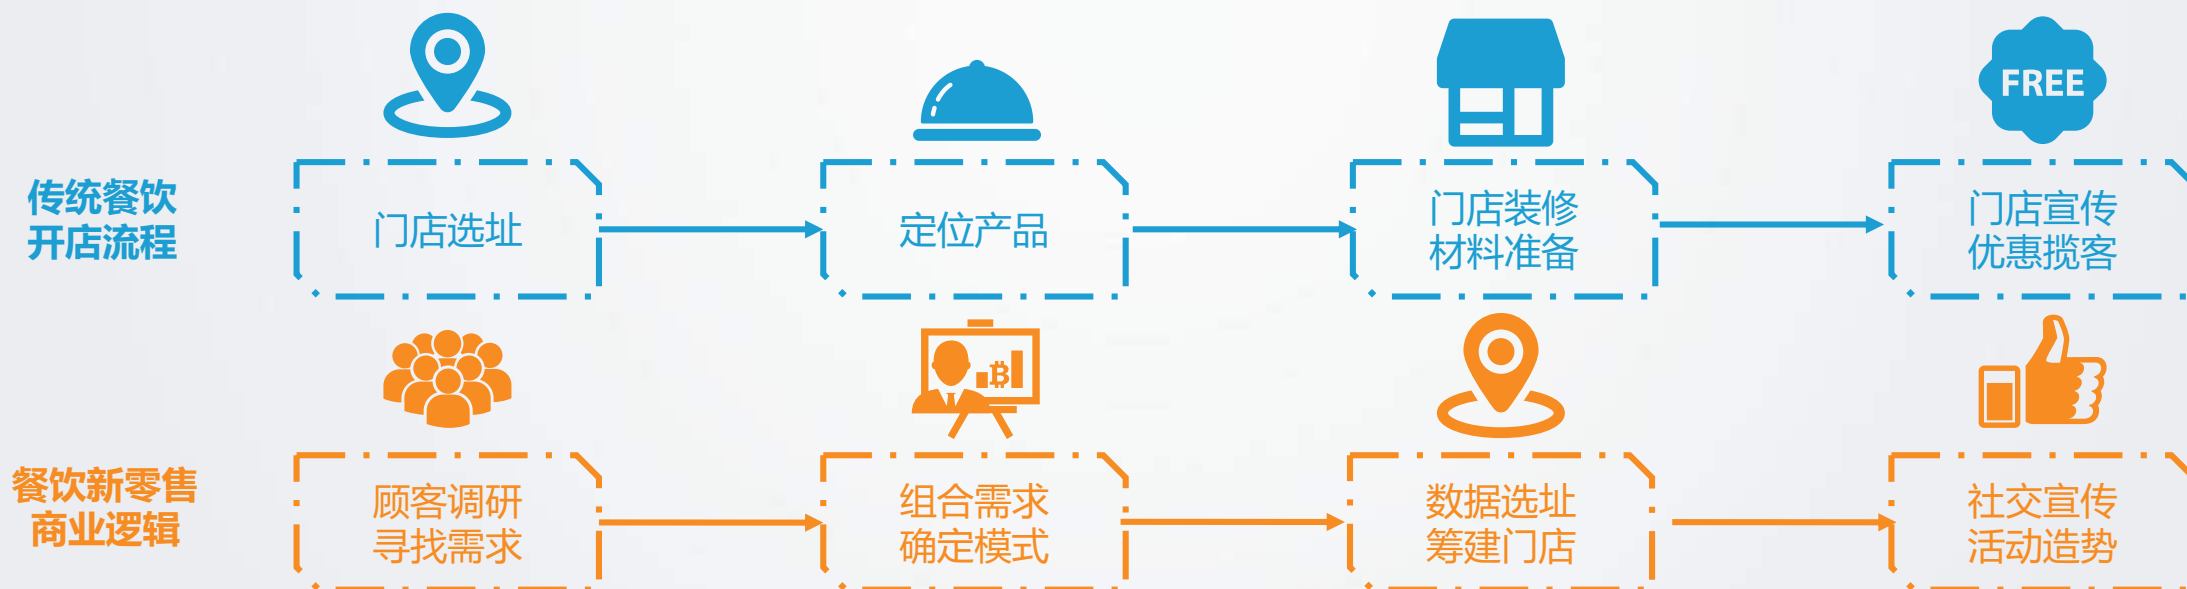 FREE
传统餐饮
开店流程
门店选址
定位产品
门店装修
材料准备
门店宣传
优惠揽客
餐饮新零售
商业逻辑
顾客调研
寻找需求
组合需求
确定模式
数据选址
筹建门店
社交宣传
活动造势